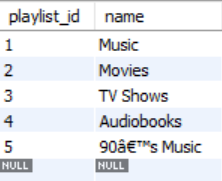 playlist_id name
1 Music
2 Movies
3 TV Shows
4 Audiobooks
5 90â€™s Music
NULL NULL